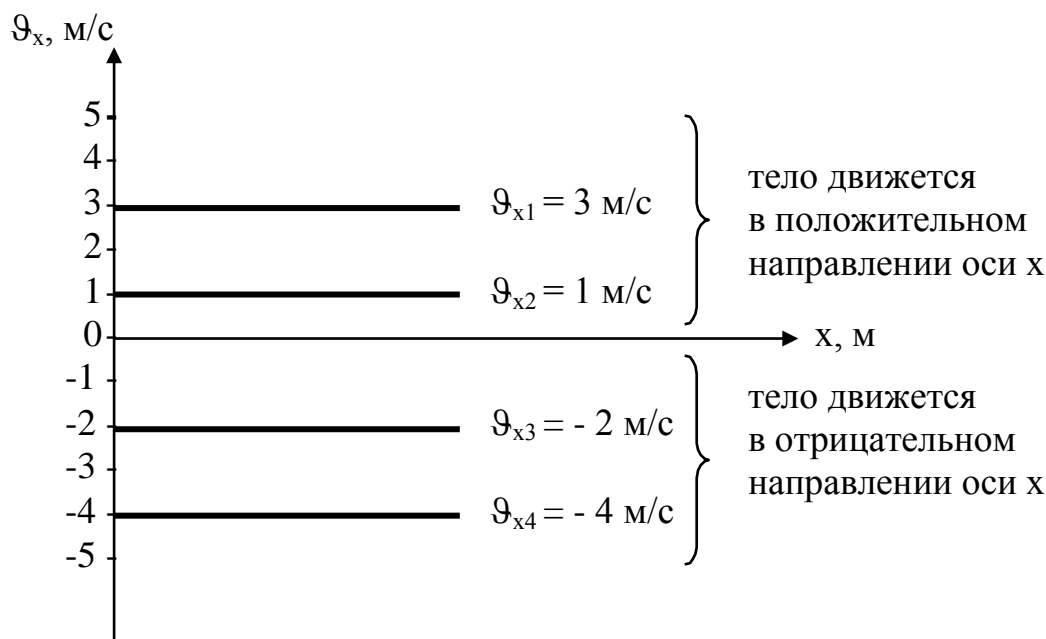 ϑx, м/с
5
4
3
ϑx1 = 3 м/с
2
1
ϑx2 = 1 м/с
0
x, м
-1
-2
ϑx3 = - 2 м/с
-3
-4
ϑx4 = - 4 м/с
-5
тело движется
в положительном
направлении оси x
тело движется
в отрицательном
направлении оси x